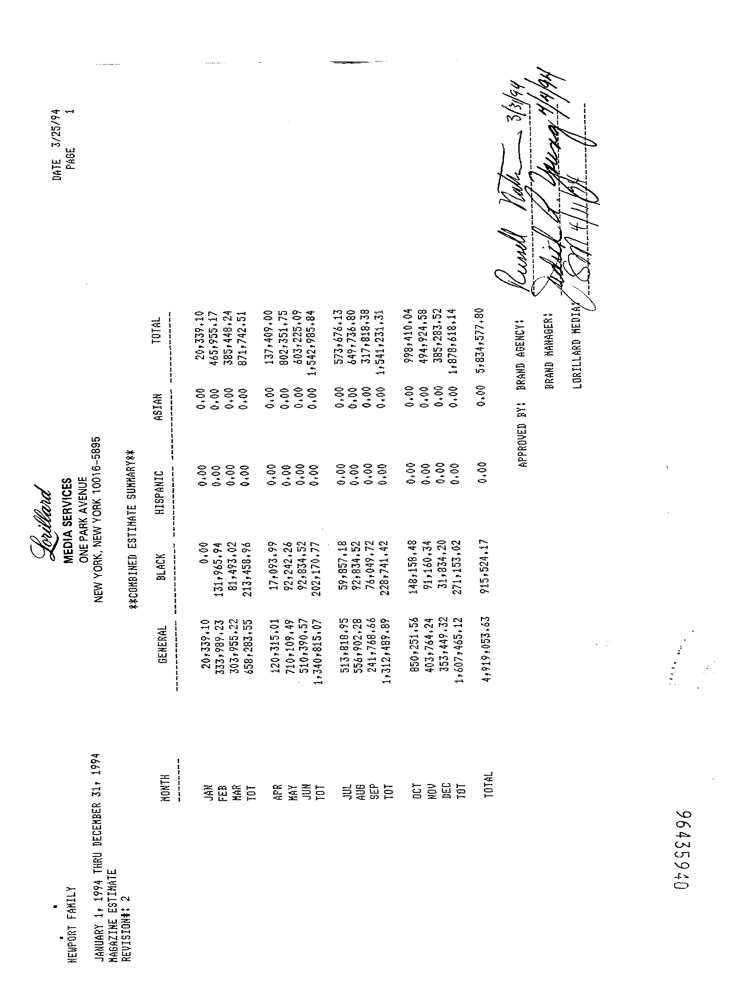 Lorillard
MEDIA SERVICES
ONE PARK AVENUE
NEW YORK, NEW YORK 10016-5895
DATE 3/25/94
PAGE 1
NEWPORT FAMILY
JANUARY 1, 1994 THRU DECEMBER 31, 1994
MAGAZINE ESTIMATE
REVISION#: 2
**COMBINED ESTIMATE SUMMARY**
MONTH GENERAL BLACK HISPANIC ASIAN TOTAL
JAN 20,339.10 0.00 0.00 0.00 20,339.10
FEB 333,989.23 131,965.94 0.00 0.00 465,955.17
MAR 303,955.22 81,493.02 0.00 0.00 385,448.24
TOT 658,283.55 213,458.96 0.00 0.00 871,742.51
APR 120,315.01 17,093.99 0.00 0.00 137,409.00
MAY 710,109.49 92,242.26 0.00 0.00 802,351.75
JUN 510,390.57 92,834.52 0.00 0.00 603,225.09
TOT 1,340,815.07 202,170.77 0.00 0.00 1,542,985.84
JUL 513,818.95 59,857.18 0.00 0.00 573,676.13
AUG 556,902.28 92,834.52 0.00 0.00 649,736.80
SEP 241,768.66 76,049.72 0.00 0.00 317,818.38
TOT 1,312,489.89 228,741.42 0.00 0.00 1,541,231.31
OCT 850,251.56 148,158.48 0.00 0.00 998,410.04
NOV 403,764.24 91,160.34 0.00 0.00 494,924.58
DEC 353,449.32 31,834.20 0.00 0.00 385,283.52
TOT 1,607,465.12 271,153.02 0.00 0.00 1,878,618.14
TOTAL 4,919,053.63 915,524.17 0.00 0.00 5,834,577.80
APPROVED BY: BRAND AGENCY: Russell 3/31/94
BRAND MANAGER: Young 4/4/94
LORILLARD MEDIA: 4/11/94
96435940